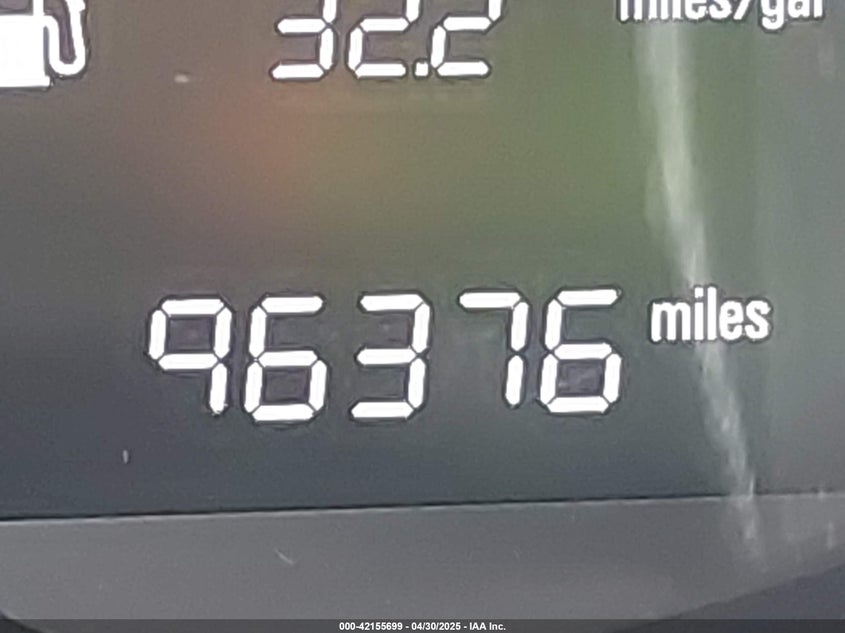 32.2 miles/gal
96376 miles
000-42155699 - 04/30/2025 - IAA Inc.